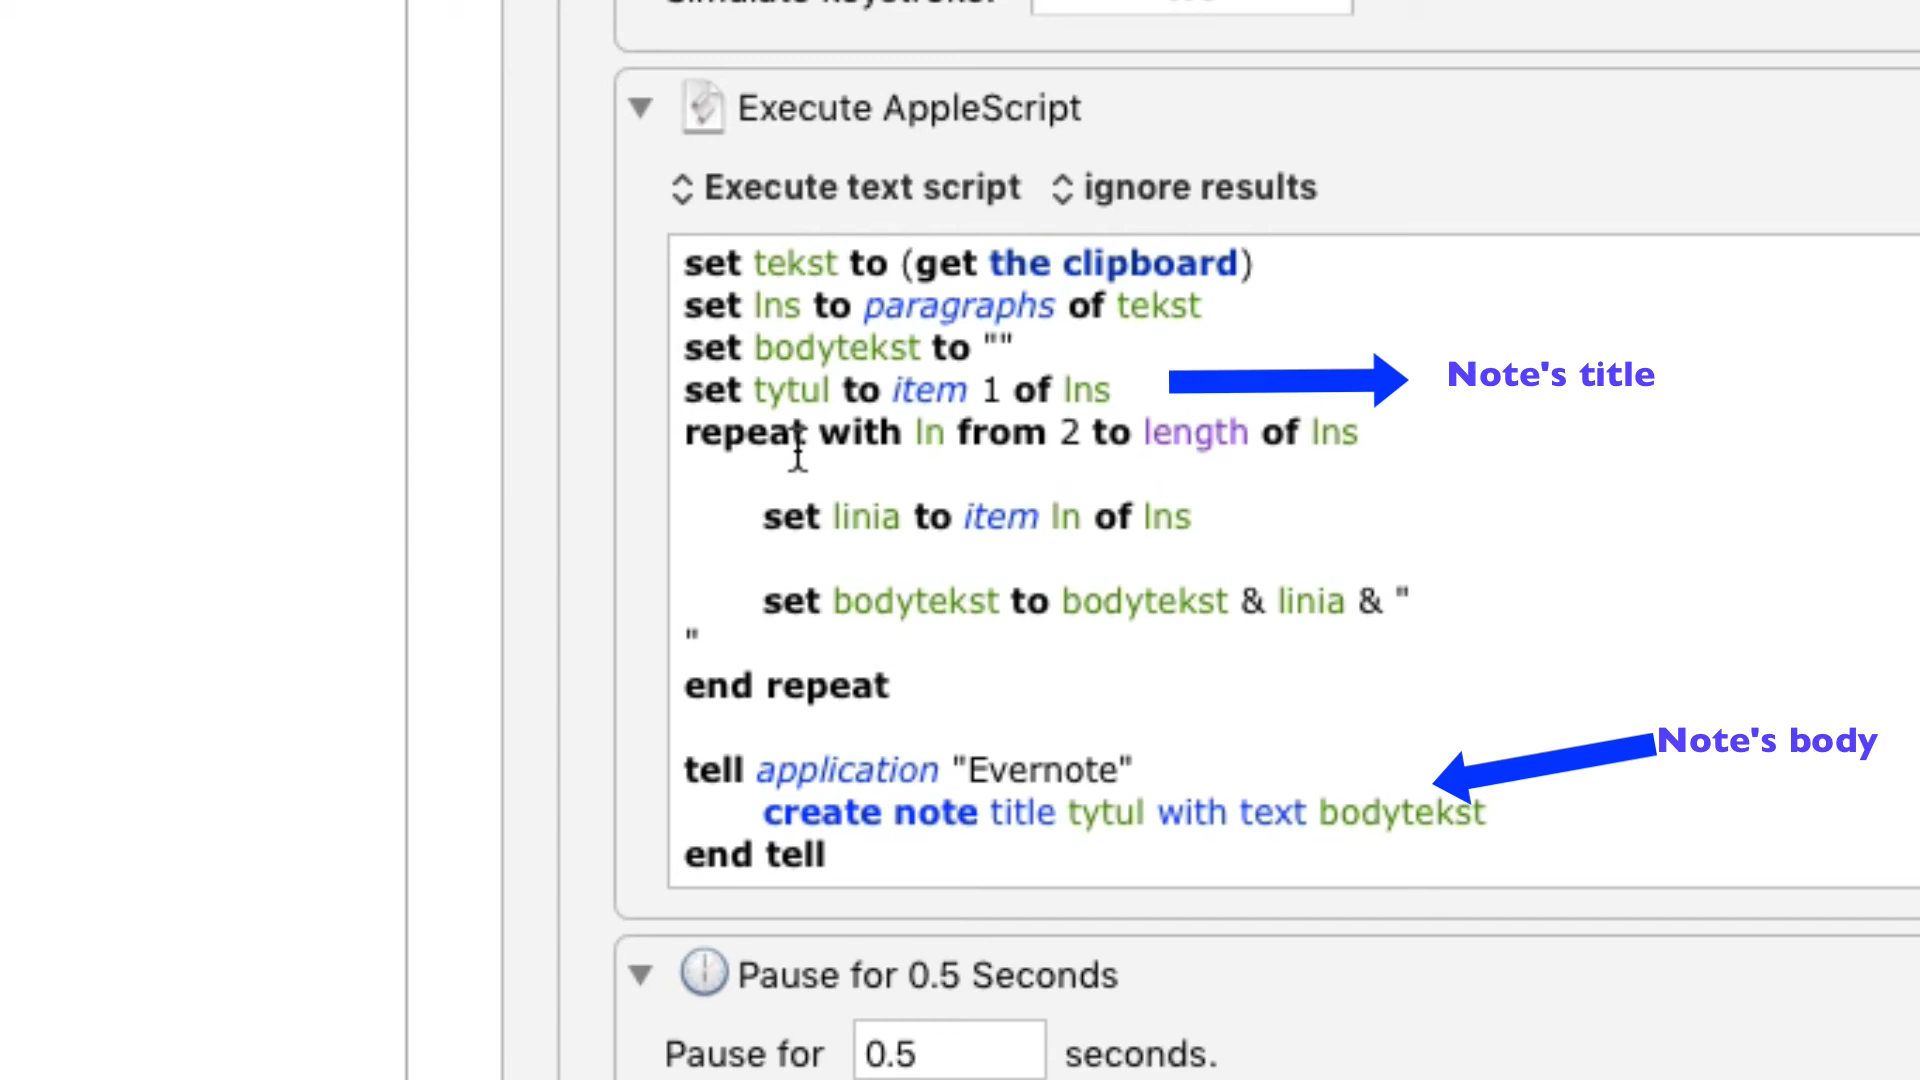 Simulate keystroke:
Execute AppleScript
Execute text script ignore results
set tekst to (get the clipboard)
set lns to paragraphs of tekst
set bodytekst to ""
set tytul to item 1 of lns
Note's title
repeat with ln from 2 to length of lns
set linia to item ln of lns
set bodytekst to bodytekst & linia & "
"
end repeat
Note's body
tell application "Evernote"
create note title tytul with text bodytekst
end tell
Pause for 0.5 Seconds
Pause for 0.5 seconds.